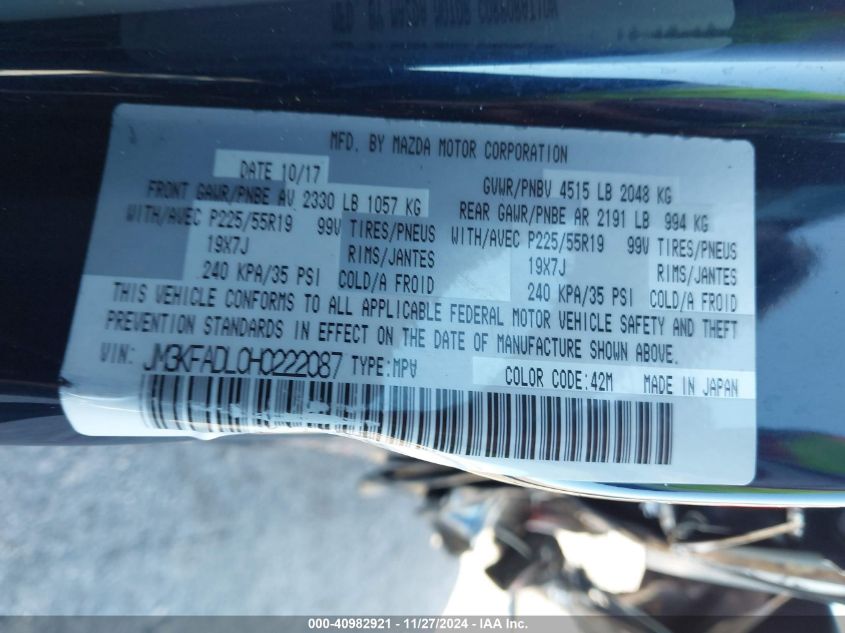 MFD. BY MAZDA MOTOR CORPORATION
DATE 10/17 GVWR/PNBV 4515 LB 2048 KG
FRONT GAWR/PNBE AV 2330 LB 1057 KG REAR GAWR/PNBE AR 2191 LB 994 KG
WITH/AVEC P225/55R19 99V TIRES/PNEUS WITH/AVEC P225/55R19 99V TIRES/PNEUS
19X7J RIMS/JANTES 19X7J RIMS/JANTES
240 KPA/35 PSI COLD/A FROID 240 KPA/35 PSI COLD/A FROID
THIS VEHICLE CONFORMS TO ALL APPLICABLE FEDERAL MOTOR VEHICLE SAFETY AND THEFT
PREVENTION STANDARDS IN EFFECT ON THE DATE OF MANUFACTURE SHOWN ABOVE.
VIN: JM3KFADL0H0222087 TYPE:MPV COLOR CODE:42M MADE IN JAPAN
000-40982921 - 11/27/2024 - IAA Inc.